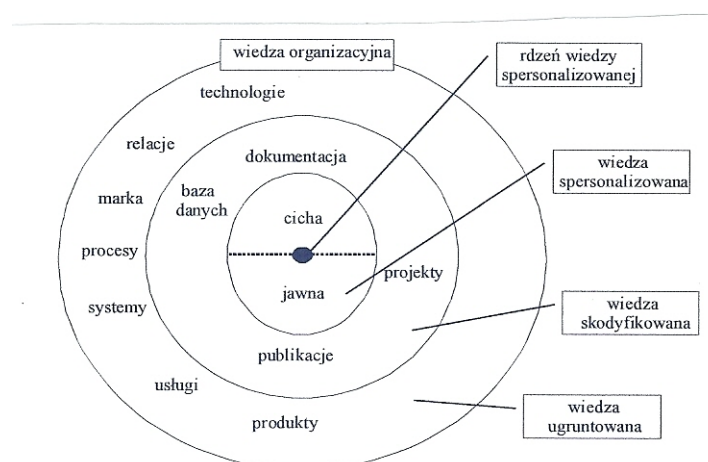 wiedza organizacyjna
rdzeń wiedzy
spersonalizowanej
technologie
relacje
dokumentacja
wiedza
spersonalizowana
baza
danych
marka
cicha
procesy
projekty
jawna
systemy
wiedza
skodyfikowana
publikacje
usługi
produkty
wiedza
ugruntowana